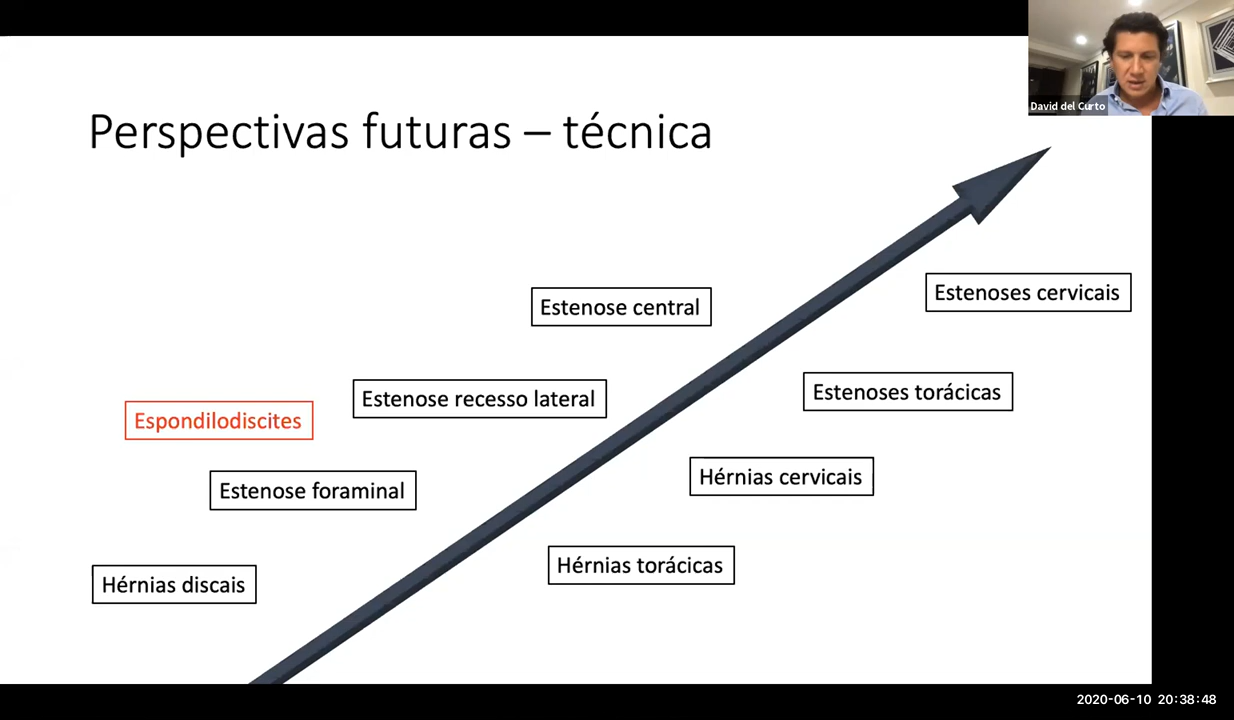 David del Curto
Perspectivas futuras – técnica
Estenoses cervicais
Estenose central
Estenoses torácicas
Estenose recesso lateral
Espondilodiscites
Hérnias cervicais
Estenose foraminal
Hérnias torácicas
Hérnias discais
2020-06-10 20:38:48